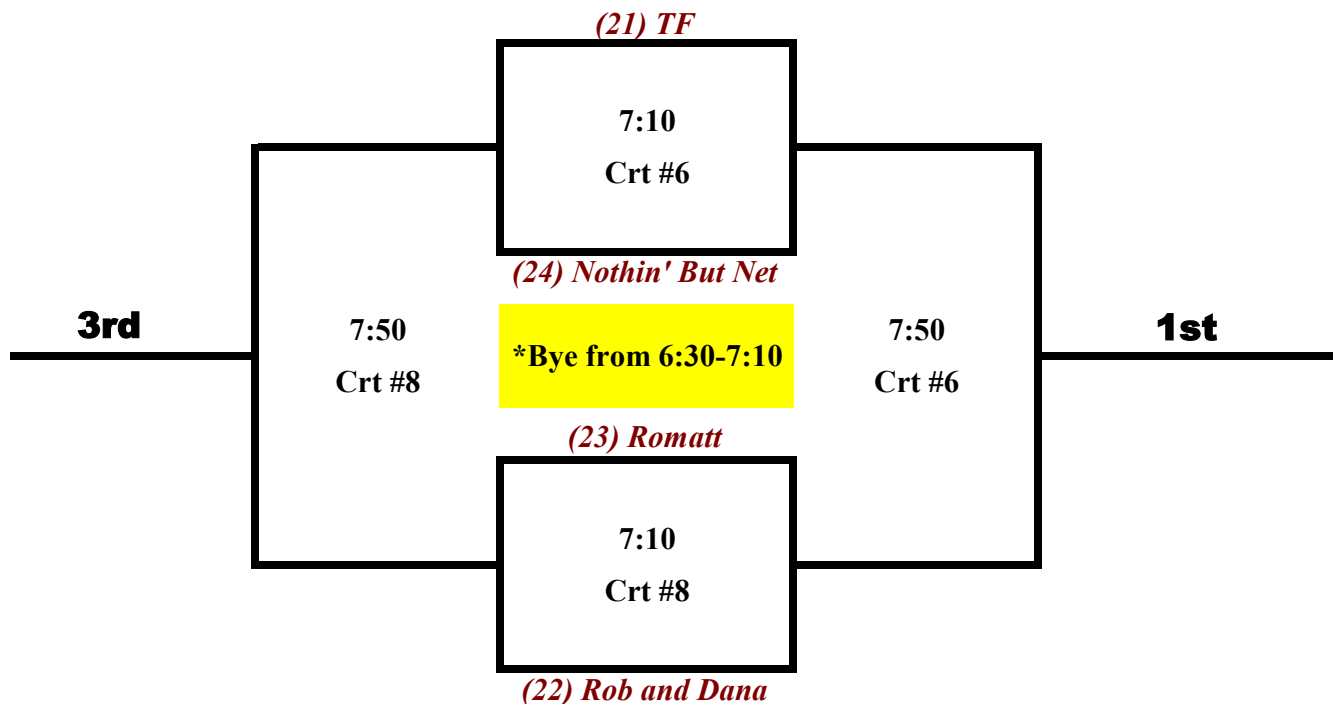 (21) TF
7:10
Crt #6
(24) Nothin' But Net
3rd
7:50
Crt #8
*Bye from 6:30-7:10
7:50
Crt #6
1st
(23) Romatt
7:10
Crt #8
(22) Rob and Dana